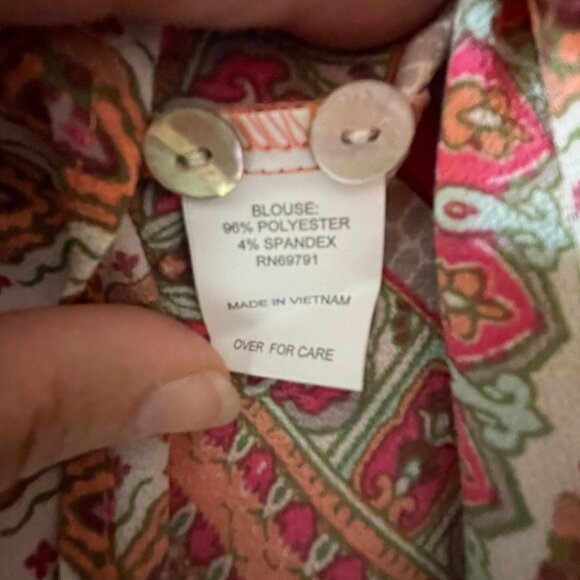 BLOUSE:
96% POLYESTER
4% SPANDEX
RN69791
MADE IN VIETNAM
OVER FOR CARE